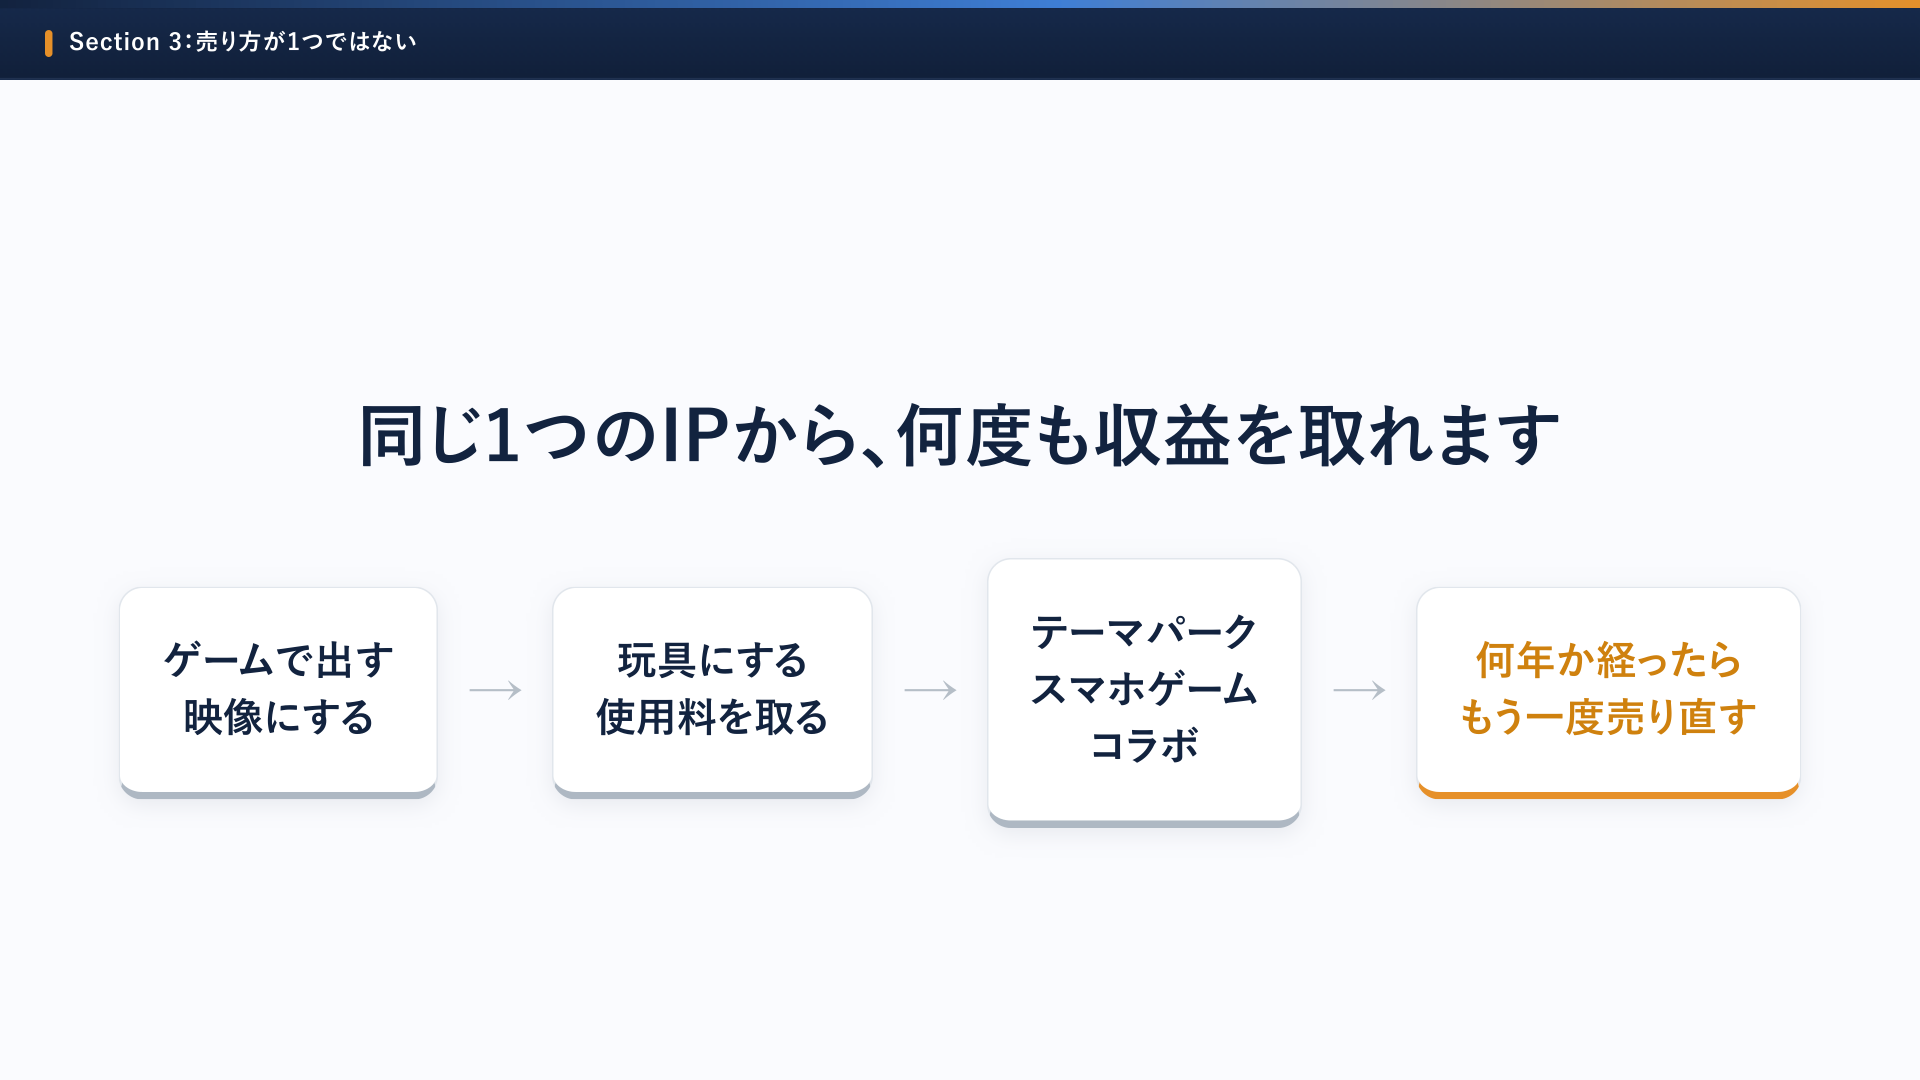 Section 3：売り方が1つではない
同じ1つのIPから、何度も収益を取れます
ゲームで出す
映像にする
→
玩具にする
使用料を取る
→
テーマパーク
スマホゲーム
コラボ
→
何年か経ったら
もう一度売り直す